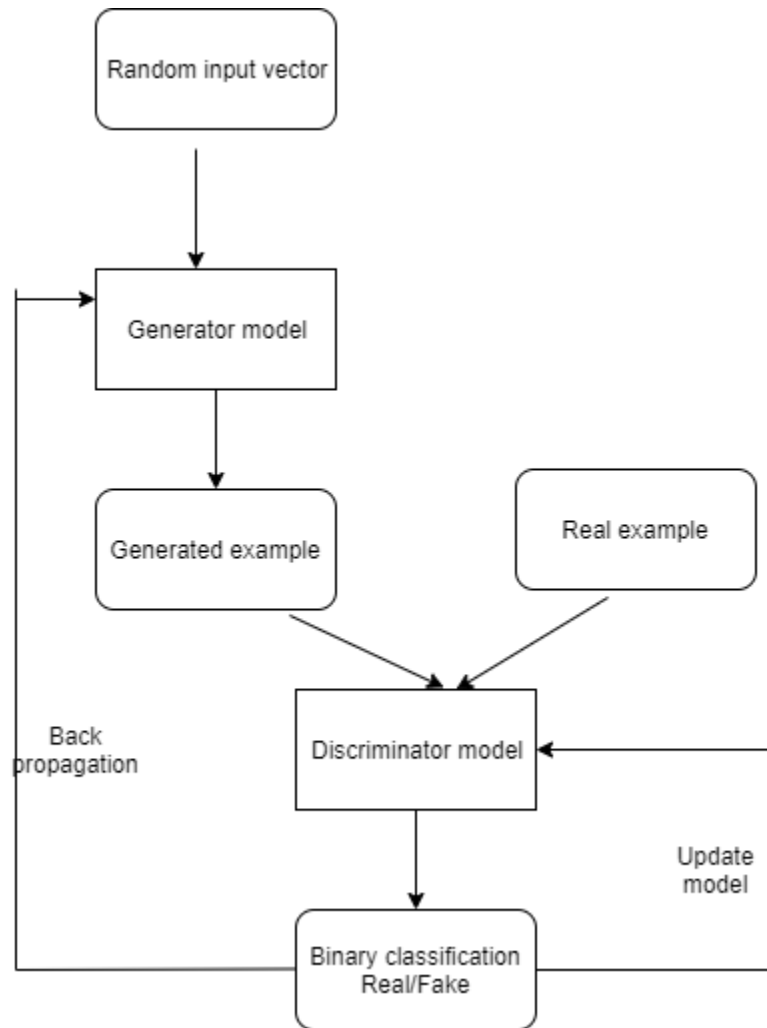 Random input vector
Generator model
Generated example
Real example
Back
propagation
Discriminator model
Update
model
Binary classification
Real/Fake